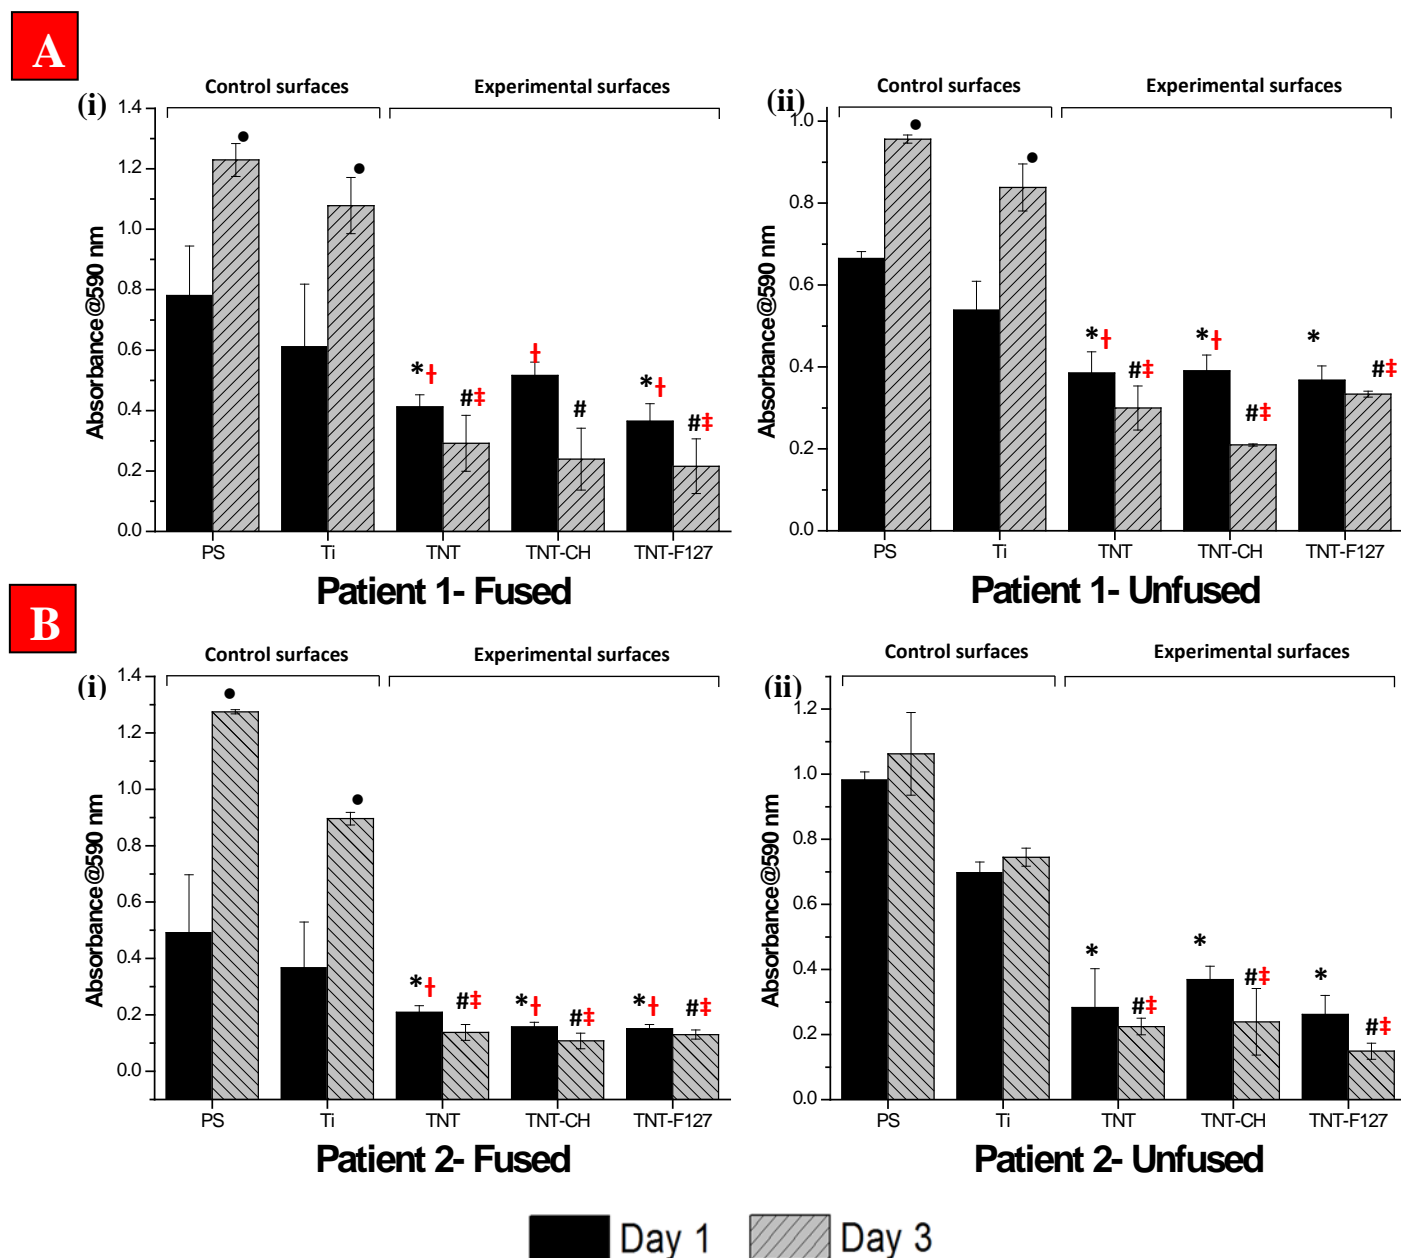 A
Control surfaces Experimental surfaces
(i)
1.4
1.2
1.0
0.8
0.6
0.4
0.2
0.0
Absorbance@590 nm
• •
*† #‡ † # *† #‡
PS Ti TNT TNT-CH TNT-F127
Patient 1- Fused
Control surfaces Experimental surfaces
(ii)
1.0
0.8
0.6
0.4
0.2
0.0
Absorbance@590 nm
• •
*† #‡ *† #‡ * #‡
PS Ti TNT TNT-CH TNT-F127
Patient 1- Unfused
B
Control surfaces Experimental surfaces
(i)
1.4
1.2
1.0
0.8
0.6
0.4
0.2
0.0
Absorbance@590 nm
• •
*† #‡ *† #‡ *† #‡
PS Ti TNT TNT-CH TNT-F127
Patient 2- Fused
Control surfaces Experimental surfaces
(ii)
1.2
1.0
0.8
0.6
0.4
0.2
0.0
Absorbance@590 nm
* #‡ * #‡ * #‡
PS Ti TNT TNT-CH TNT-F127
Patient 2- Unfused
Day 1 Day 3